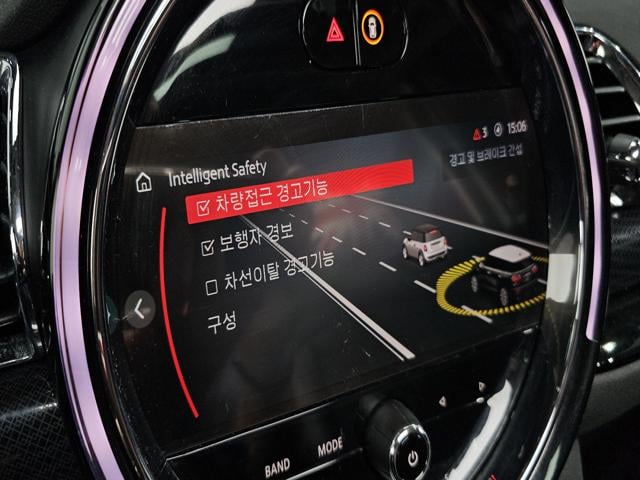 3 15:06
Intelligent Safety
경고 및 브레이크 간섭
차량접근 경고기능
보행자 경보
차선이탈 경고기능
구성
BAND MODE